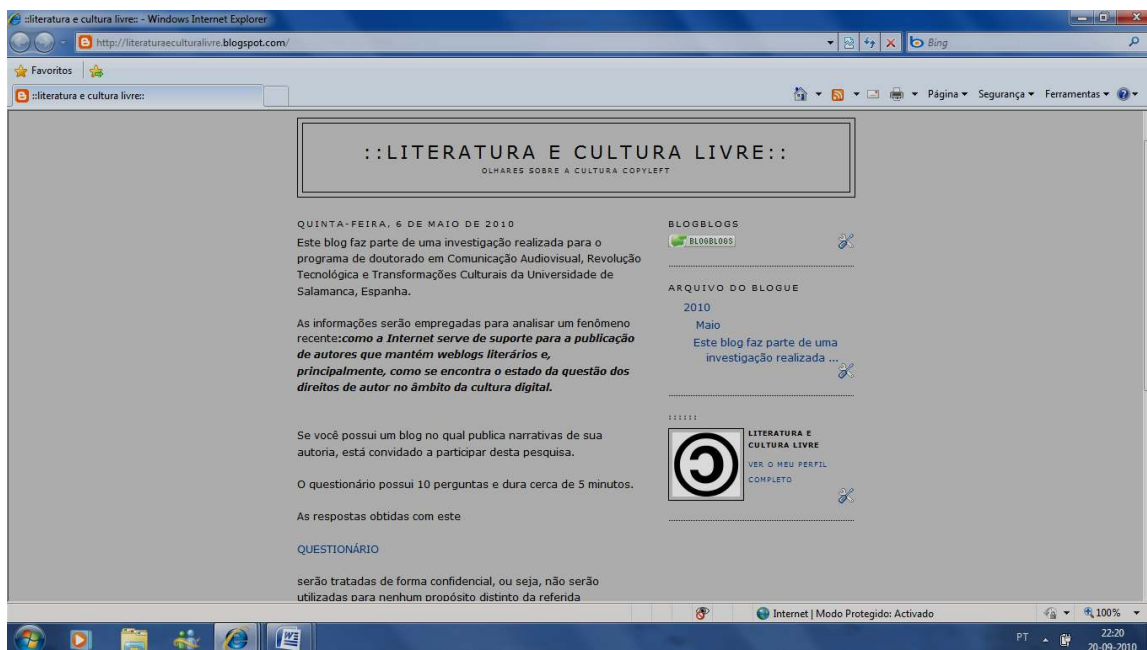 ::literatura e cultura livre:: - Windows Internet Explorer
http://literaturaeculturalivre.blogspot.com/
Bing
Favoritos
::literatura e cultura livre::
Página
Segurança
Ferramentas
::LITERATURA E CULTURA LIVRE::
OLHARES SOBRE A CULTURA COPYLEFT
QUINTA-FEIRA, 6 DE MAIO DE 2010
Este blog faz parte de uma investigação realizada para o
programa de doutorado em Comunicação Audiovisual, Revolução
Tecnológica e Transformações Culturais da Universidade de
Salamanca, Espanha.
As informações serão empregadas para analisar um fenômeno
recente:como a Internet serve de suporte para a publicação
de autores que mantém weblogs literários e,
principalmente, como se encontra o estado da questão dos
direitos de autor no âmbito da cultura digital.
Se você possui um blog no qual publica narrativas de sua
autoria, está convidado a participar desta pesquisa.
O questionário possui 10 perguntas e dura cerca de 5 minutos.
As respostas obtidas com este
QUESTIONÁRIO
serão tratadas de forma confidencial, ou seja, não serão
utilizadas para nenhum propósito distinto da referida
BLOGBLOGS
BLOGBLOGS
ARQUIVO DO BLOGUE
2010
Maio
Este blog faz parte de uma
investigação realizada ...
::::::
LITERATURA E
CULTURA LIVRE
VER O MEU PERFIL
COMPLETO
Internet | Modo Protegido: Activado
100%
PT
22:20
20-09-2010